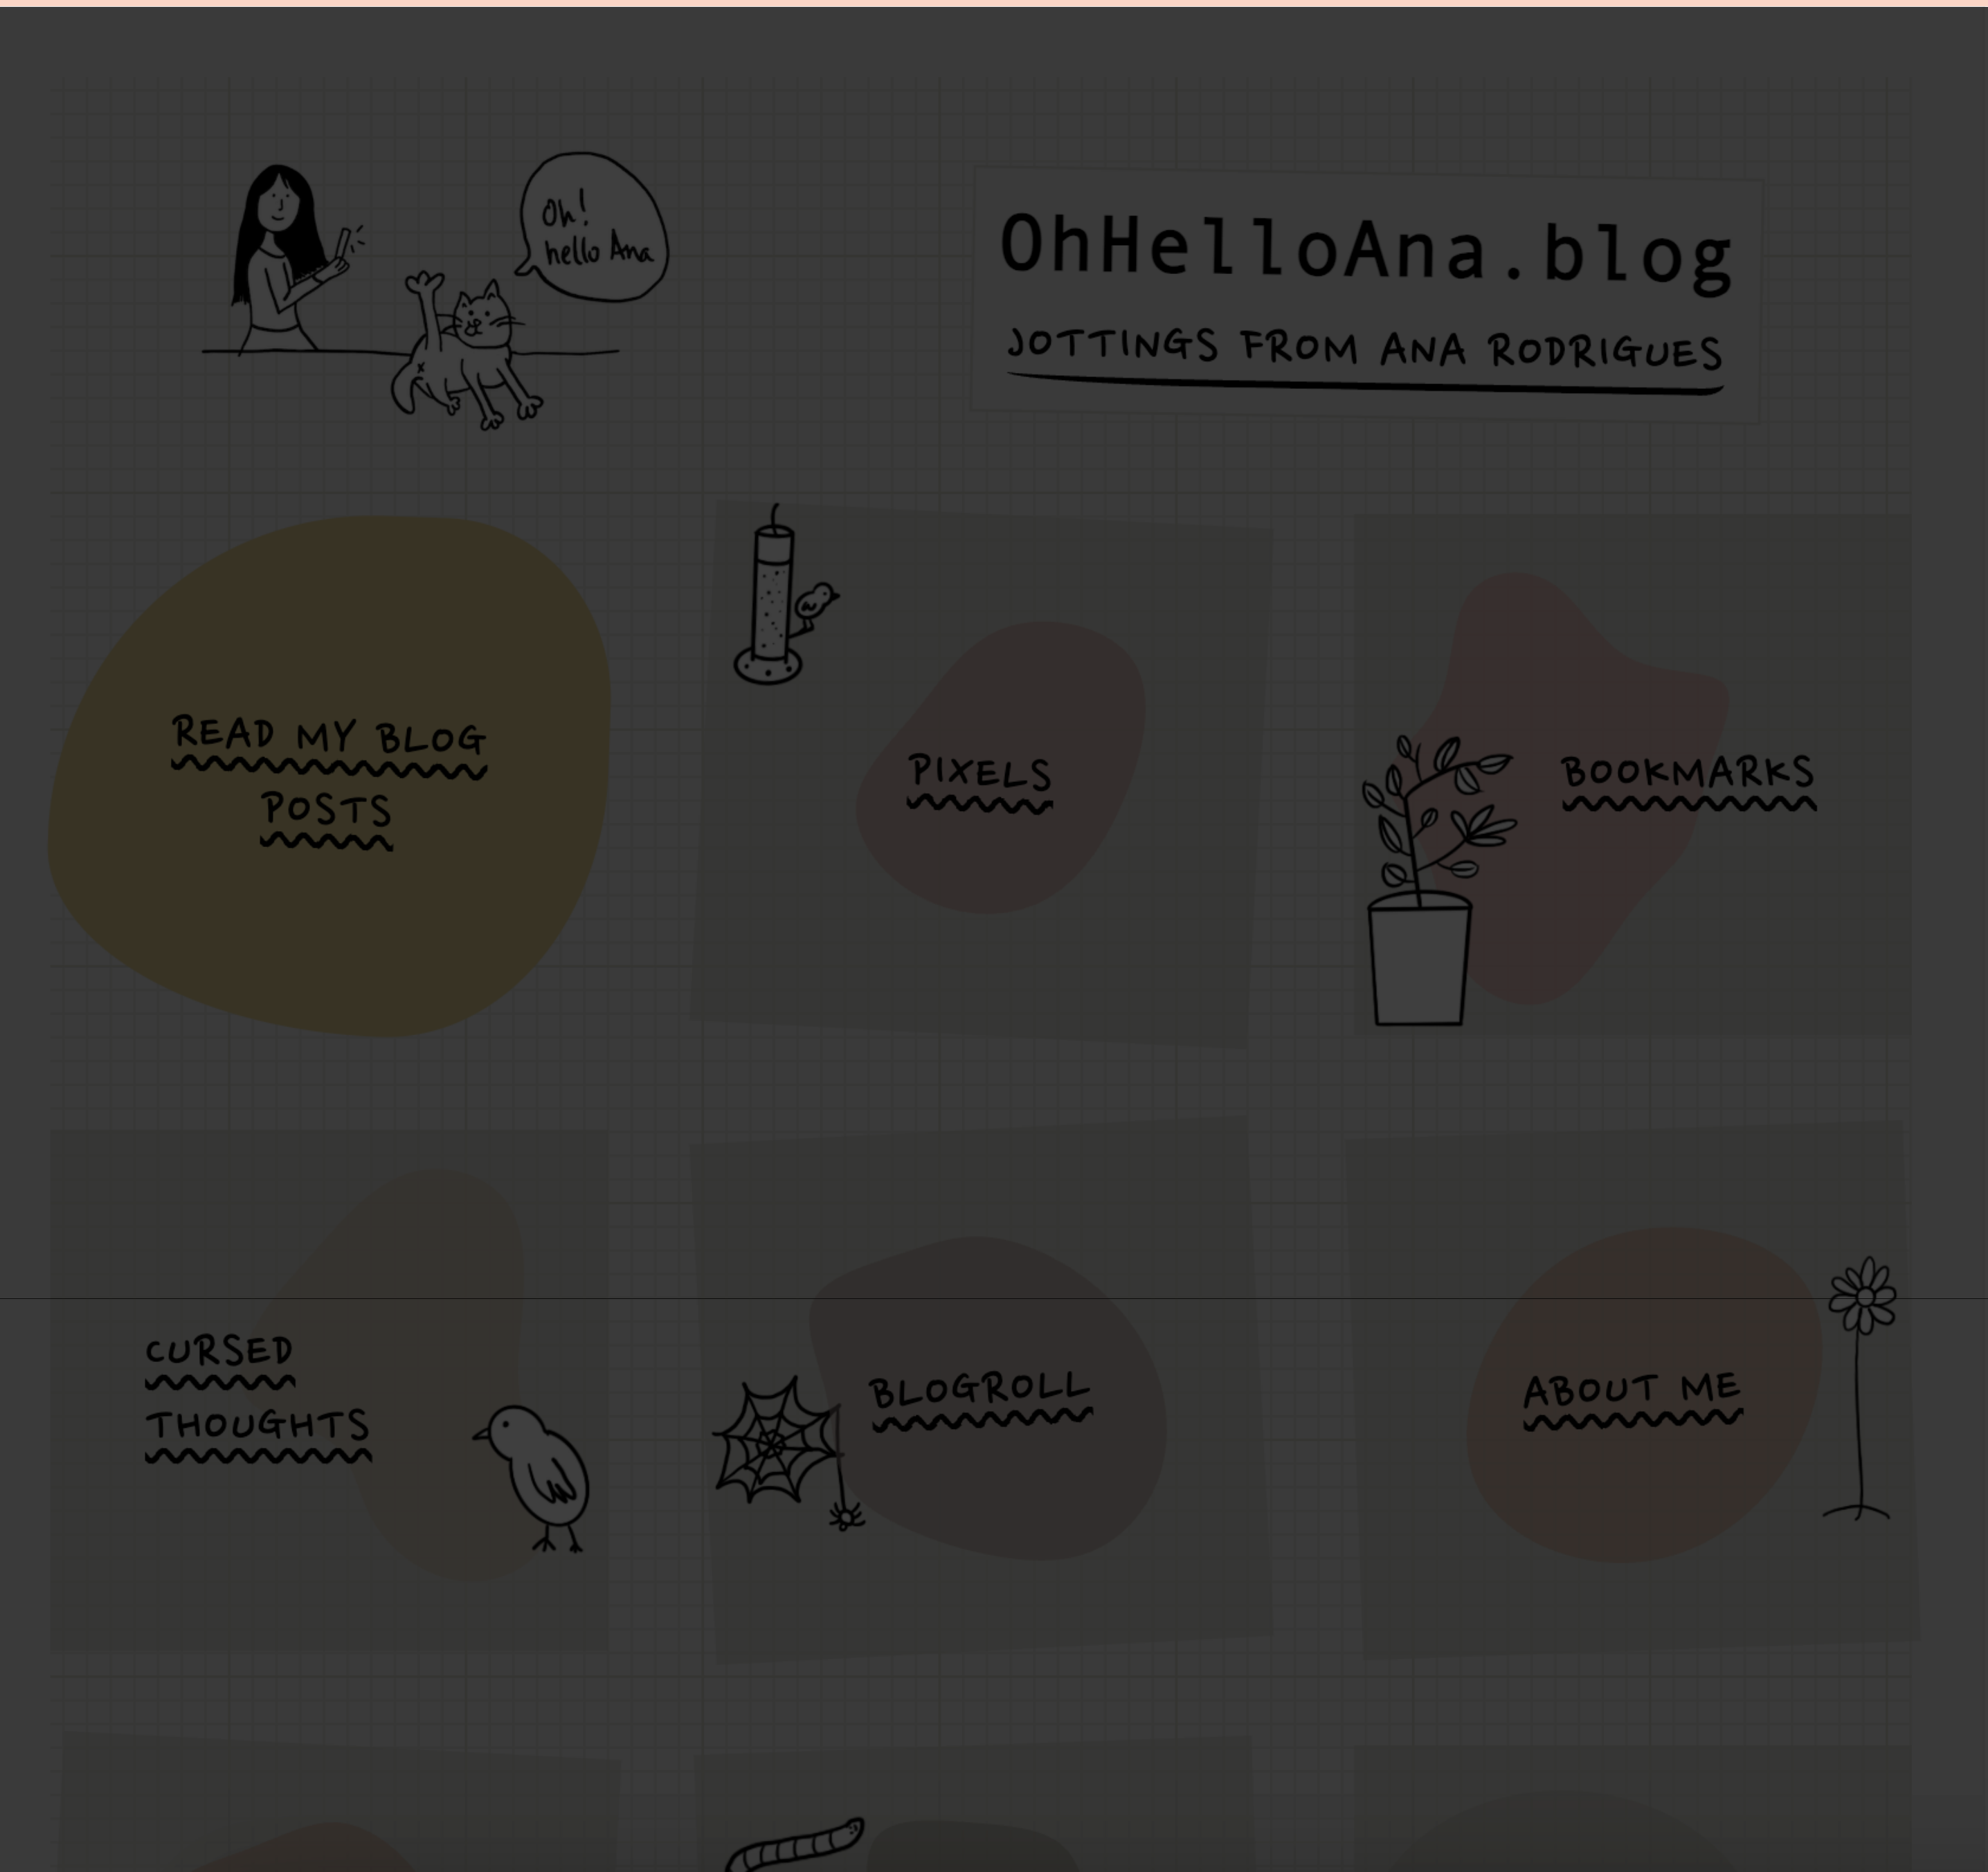 Oh!
hello Ana
OhHelloAna.blog
JOTTINGS FROM ANA RODRIGUES
READ MY BLOG
POSTS
PIXELS
BOOKMARKS
CURSED
THOUGHTS
BLOGROLL
ABOUT ME